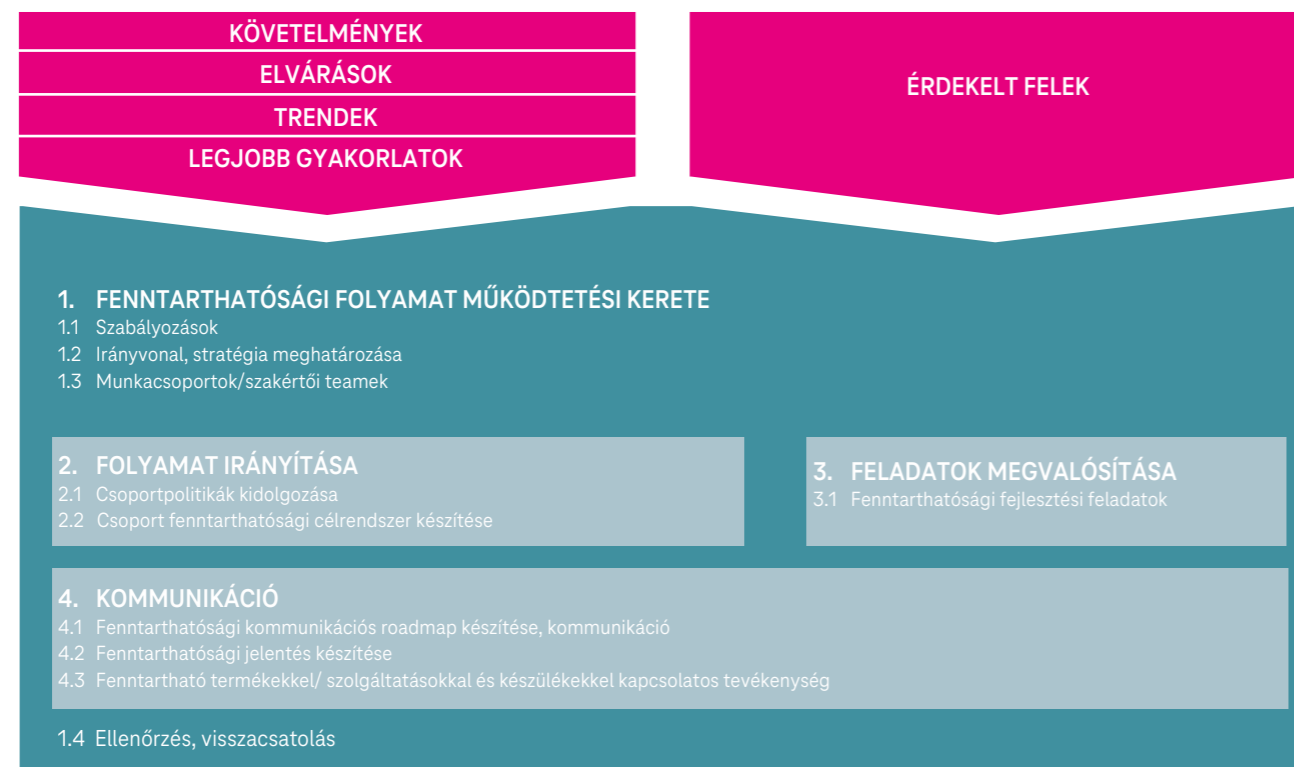 KÖVETELMÉNYEK
ELVÁRÁSOK
TRENDEK
LEGJOBB GYAKORLATOK
ÉRDEKELT FELEK
1. FENNTARTHATÓSÁGI FOLYAMAT MŰKÖDTETÉSI KERETE
1.1 Szabályozások
1.2 Irányvonal, stratégia meghatározása
1.3 Munkacsoportok/szakértői teamek
2. FOLYAMAT IRÁNYÍTÁSA
2.1 Csoportpolitikák kidolgozása
2.2 Csoport fenntarthatósági célrendszer készítése
3. FELADATOK MEGVALÓSÍTÁSA
3.1 Fenntarthatósági fejlesztési feladatok
4. KOMMUNIKÁCIÓ
4.1 Fenntarthatósági kommunikációs roadmap készítése, kommunikáció
4.2 Fenntarthatósági jelentés készítése
4.3 Fenntartható termékekkel/ szolgáltatásokkal és készülékekkel kapcsolatos tevékenység
1.4 Ellenőrzés, visszacsatolás